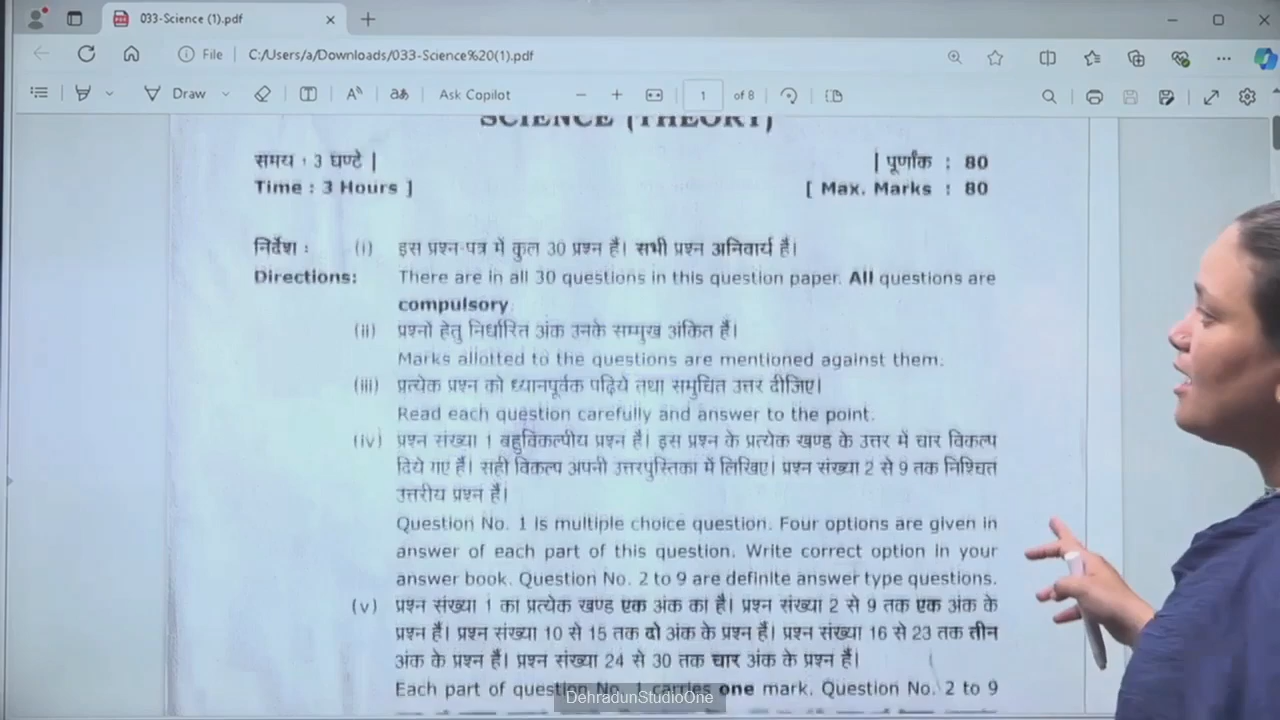 033-Science (1).pdf
File C:/Users/a/Downloads/033-Science%20(1).pdf
Draw Ask Copilot 1 of 8
SCIENCE (THEORY)
समय : 3 घण्टे | | पूर्णांक : 80
Time : 3 Hours ] [ Max. Marks : 80
निर्देश : (i) इस प्रश्न-पत्र में कुल 30 प्रश्न हैं। सभी प्रश्न अनिवार्य हैं।
Directions: There are in all 30 questions in this question paper. All questions are
compulsory
(ii) प्रश्नों हेतु निर्धारित अंक उनके सम्मुख अंकित हैं।
Marks allotted to the questions are mentioned against them.
(iii) प्रत्येक प्रश्न को ध्यानपूर्वक पढ़िये तथा समुचित उत्तर दीजिए।
Read each question carefully and answer to the point.
(iv) प्रश्न संख्या 1 बहुविकल्पीय प्रश्न है। इस प्रश्न के प्रत्येक खण्ड के उत्तर में चार विकल्प
दिये गए हैं। सही विकल्प अपनी उत्तरपुस्तिका में लिखिए। प्रश्न संख्या 2 से 9 तक निश्चित
उत्तरीय प्रश्न हैं।
Question No. 1 is multiple choice question. Four options are given in
answer of each part of this question. Write correct option in your
answer book. Question No. 2 to 9 are definite answer type questions.
(v) प्रश्न संख्या 1 का प्रत्येक खण्ड एक अंक का है। प्रश्न संख्या 2 से 9 तक एक अंक के
प्रश्न हैं। प्रश्न संख्या 10 से 15 तक दो अंक के प्रश्न हैं। प्रश्न संख्या 16 से 23 तक तीन
अंक के प्रश्न हैं। प्रश्न संख्या 24 से 30 तक चार अंक के प्रश्न हैं।
Each part of question No. 1 carries one mark. Question No. 2 to 9
DehradunStudioOne